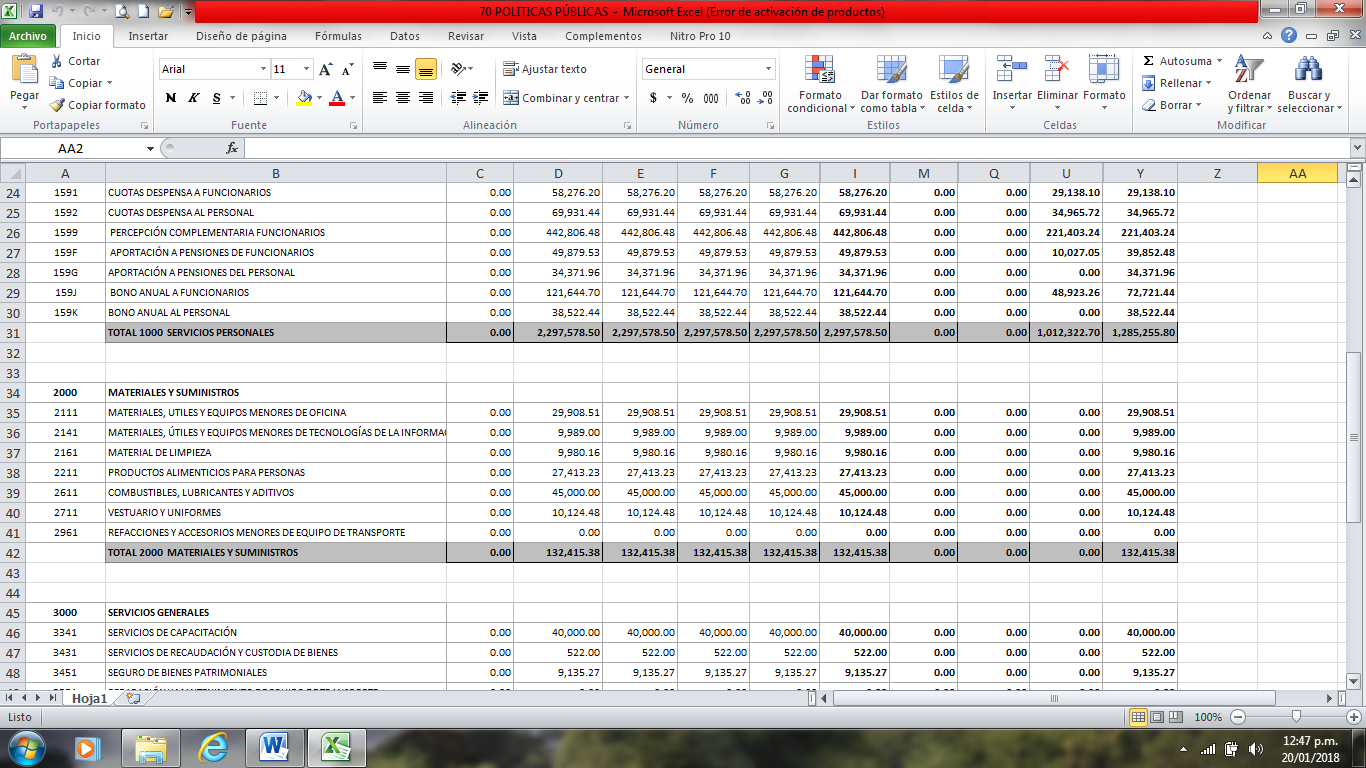 70 POLITICAS PÚBLICAS - Microsoft Excel (Error de activación de productos)
Archivo Inicio Insertar Diseño de página Fórmulas Datos Revisar Vista Complementos Nitro Pro 10
Pegar Cortar Copiar Copiar formato
Arial 11
N K S
Ajustar texto
Combinar y centrar
General
$ % 000
Formato condicional Dar formato como tabla Estilos de celda
Insertar Eliminar Formato
Σ Autosuma Rellenar Borrar
Ordenar y filtrar Buscar y seleccionar
Portapapeles Fuente Alineación Número Estilos Celdas Modificar
AA2 fx
A B C D E F G I M Q U Y Z AA
24 1591 CUOTAS DESPENSA A FUNCIONARIOS 0.00 58,276.20 58,276.20 58,276.20 58,276.20 58,276.20 0.00 0.00 29,138.10 29,138.10
25 1592 CUOTAS DESPENSA AL PERSONAL 0.00 69,931.44 69,931.44 69,931.44 69,931.44 69,931.44 0.00 0.00 34,965.72 34,965.72
26 1599 PERCEPCIÓN COMPLEMENTARIA FUNCIONARIOS 0.00 442,806.48 442,806.48 442,806.48 442,806.48 442,806.48 0.00 0.00 221,403.24 221,403.24
27 159F APORTACIÓN A PENSIONES DE FUNCIONARIOS 0.00 49,879.53 49,879.53 49,879.53 49,879.53 49,879.53 0.00 0.00 10,027.05 39,852.48
28 159G APORTACIÓN A PENSIONES DEL PERSONAL 0.00 34,371.96 34,371.96 34,371.96 34,371.96 34,371.96 0.00 0.00 0.00 34,371.96
29 159J BONO ANUAL A FUNCIONARIOS 0.00 121,644.70 121,644.70 121,644.70 121,644.70 121,644.70 0.00 0.00 48,923.26 72,721.44
30 159K BONO ANUAL AL PERSONAL 0.00 38,522.44 38,522.44 38,522.44 38,522.44 38,522.44 0.00 0.00 0.00 38,522.44
31 TOTAL 1000 SERVICIOS PERSONALES 0.00 2,297,578.50 2,297,578.50 2,297,578.50 2,297,578.50 2,297,578.50 0.00 0.00 1,012,322.70 1,285,255.80
32
33
34 2000 MATERIALES Y SUMINISTROS
35 2111 MATERIALES, UTILES Y EQUIPOS MENORES DE OFICINA 0.00 29,908.51 29,908.51 29,908.51 29,908.51 29,908.51 0.00 0.00 0.00 29,908.51
36 2141 MATERIALES, ÚTILES Y EQUIPOS MENORES DE TECNOLOGÍAS DE LA INFORMA 0.00 9,989.00 9,989.00 9,989.00 9,989.00 9,989.00 0.00 0.00 0.00 9,989.00
37 2161 MATERIAL DE LIMPIEZA 0.00 9,980.16 9,980.16 9,980.16 9,980.16 9,980.16 0.00 0.00 0.00 9,980.16
38 2211 PRODUCTOS ALIMENTICIOS PARA PERSONAS 0.00 27,413.23 27,413.23 27,413.23 27,413.23 27,413.23 0.00 0.00 0.00 27,413.23
39 2611 COMBUSTIBLES, LUBRICANTES Y ADITIVOS 0.00 45,000.00 45,000.00 45,000.00 45,000.00 45,000.00 0.00 0.00 0.00 45,000.00
40 2711 VESTUARIO Y UNIFORMES 0.00 10,124.48 10,124.48 10,124.48 10,124.48 10,124.48 0.00 0.00 0.00 10,124.48
41 2961 REFACCIONES Y ACCESORIOS MENORES DE EQUIPO DE TRANSPORTE 0.00 0.00 0.00 0.00 0.00 0.00 0.00 0.00 0.00 0.00
42 TOTAL 2000 MATERIALES Y SUMINISTROS 0.00 132,415.38 132,415.38 132,415.38 132,415.38 132,415.38 0.00 0.00 0.00 132,415.38
43
44
45 3000 SERVICIOS GENERALES
46 3341 SERVICIOS DE CAPACITACIÓN 0.00 40,000.00 40,000.00 40,000.00 40,000.00 40,000.00 0.00 0.00 0.00 40,000.00
47 3431 SERVICIOS DE RECAUDACIÓN Y CUSTODIA DE BIENES 0.00 522.00 522.00 522.00 522.00 522.00 0.00 0.00 0.00 522.00
48 3451 SEGURO DE BIENES PATRIMONIALES 0.00 9,135.27 9,135.27 9,135.27 9,135.27 9,135.27 0.00 0.00 0.00 9,135.27
Hoja1
Listo 100%
12:47 p.m.
20/01/2018